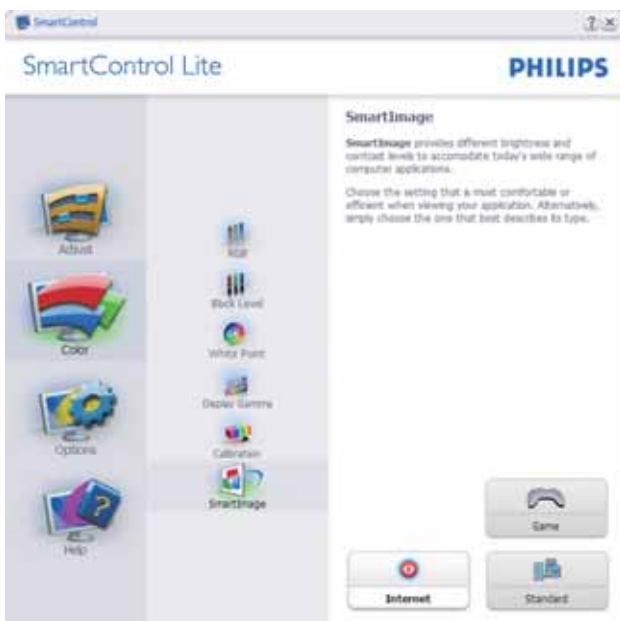 SmartControl
? ×
SmartControl Lite
PHILIPS
Adjust
Color
Options
Help
RGB
Black Level
White Point
Display Gamma
Calibration
SmartImage
SmartImage
SmartImage provides different brightness and
contrast levels to accomodate today's wide range of
computer applications.
Choose the setting that is most comfortable or
efficient when viewing your application. Alternatively,
simply choose the one that best describes its type.
Game
Internet
Standard